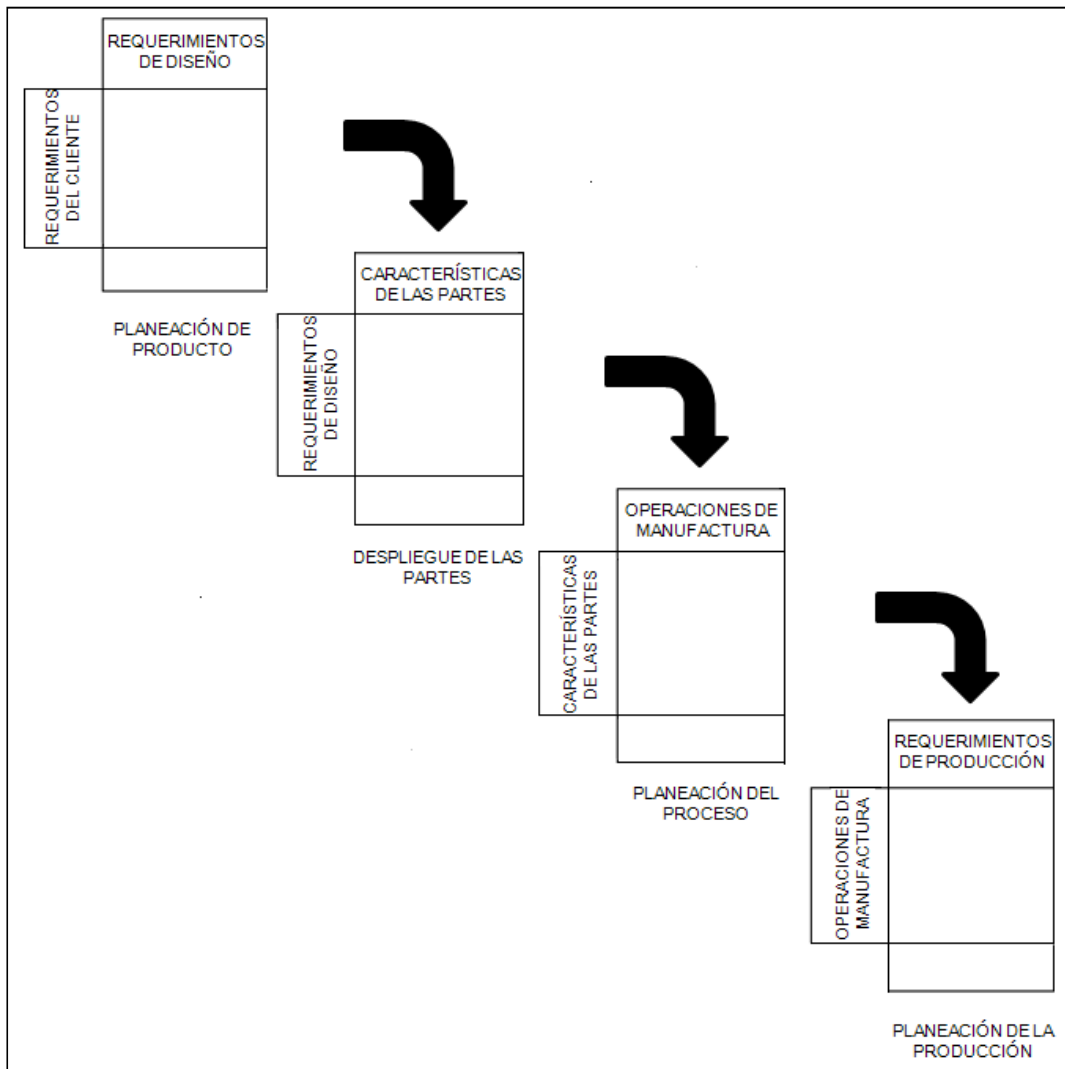 REQUERIMIENTOS
DE DISEÑO
REQUERIMIENTOS
DEL CLIENTE
PLANEACIÓN DE
PRODUCTO
CARACTERÍSTICAS
DE LAS PARTES
REQUERIMIENTOS
DE DISEÑO
DESPLIEGUE DE LAS
PARTES
OPERACIONES DE
MANUFACTURA
CARACTERÍSTICAS
DE LAS PARTES
PLANEACIÓN DEL
PROCESO
REQUERIMIENTOS
DE PRODUCCIÓN
OPERACIONES DE
MANUFACTURA
PLANEACIÓN DE LA
PRODUCCIÓN